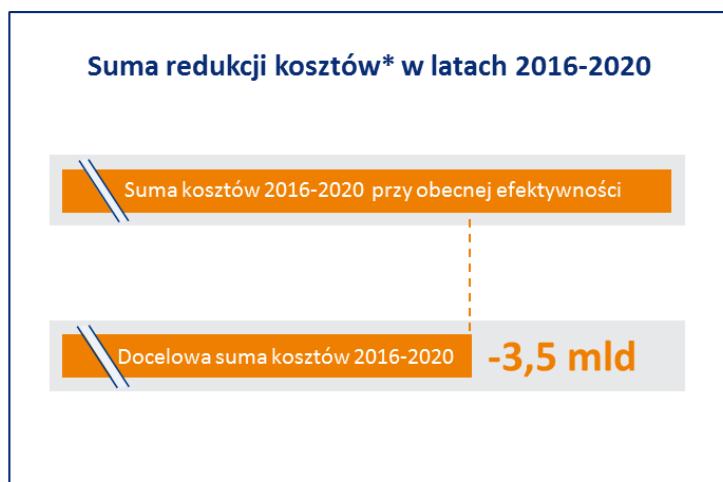 Suma redukcji kosztów* w latach 2016-2020
Suma kosztów 2016-2020 przy obecnej efektywności
Docelowa suma kosztów 2016-2020
-3,5 mld